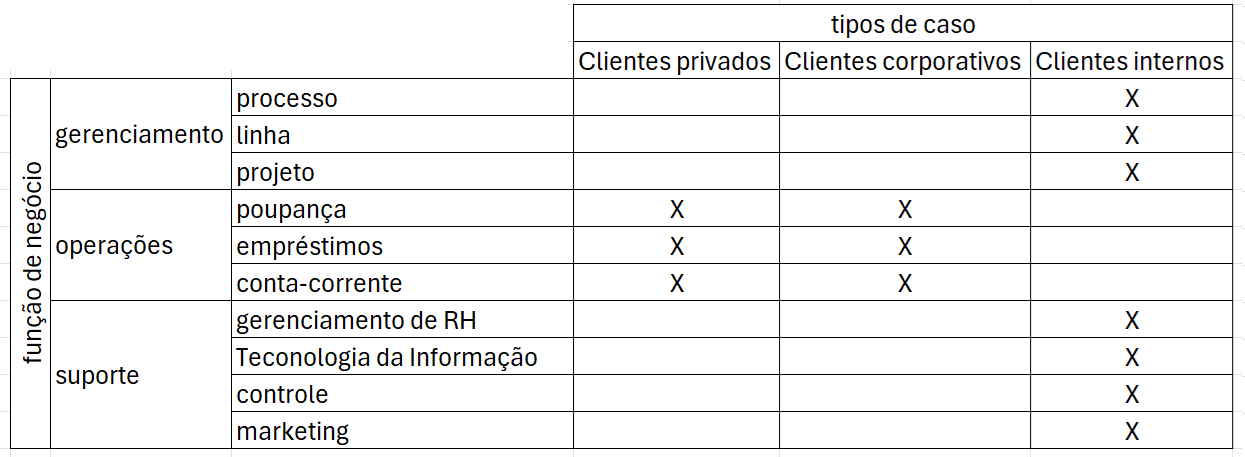 tipos de caso
Clientes privados Clientes corporativos Clientes internos
função de negócio
gerenciamento
processo X
linha X
projeto X
operações
poupança X X
empréstimos X X
conta-corrente X X
suporte
gerenciamento de RH X
Teconologia da Informação X
controle X
marketing X